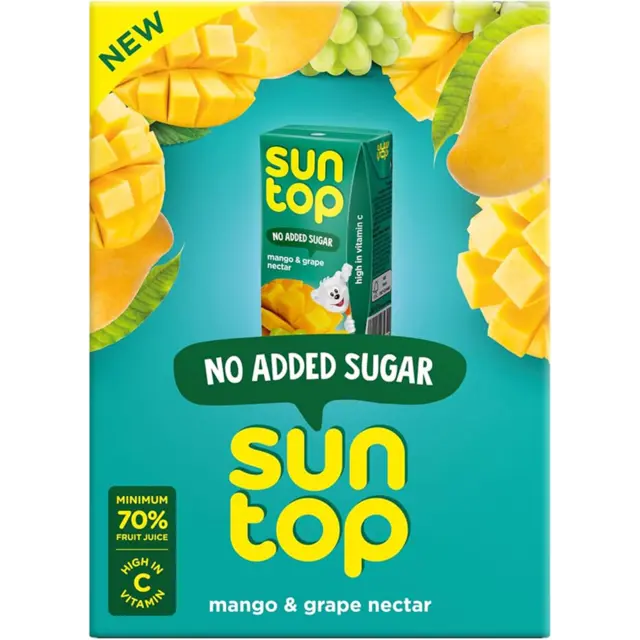 NEW
sun
top
NO ADDED SUGAR
mango & grape
nectar
high in vitamin c
NO ADDED SUGAR
sun
top
MINIMUM
70%
FRUIT JUICE
HIGH IN
C
VITAMIN
mango & grape nectar